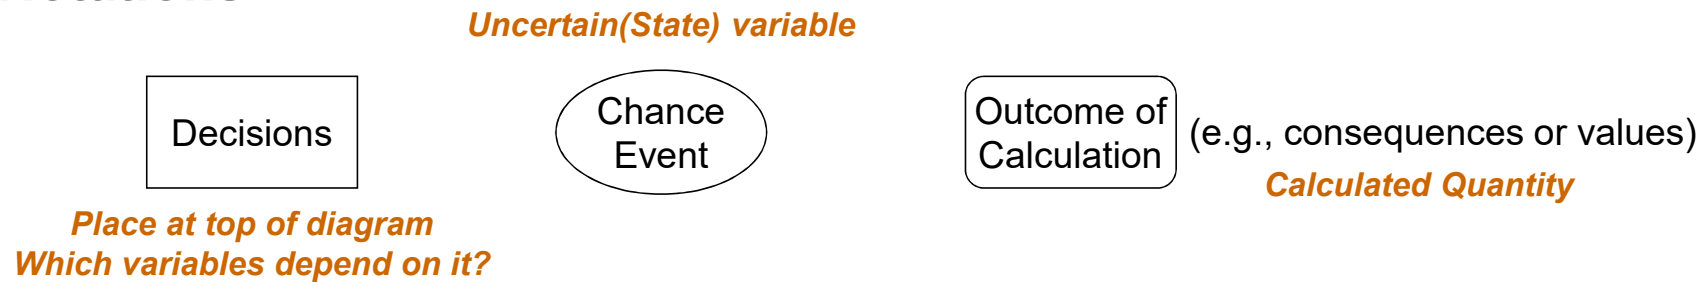 Uncertain(State) variable
Decisions
Chance
Event
Outcome of
Calculation
(e.g., consequences or values)
Calculated Quantity
Place at top of diagram
Which variables depend on it?